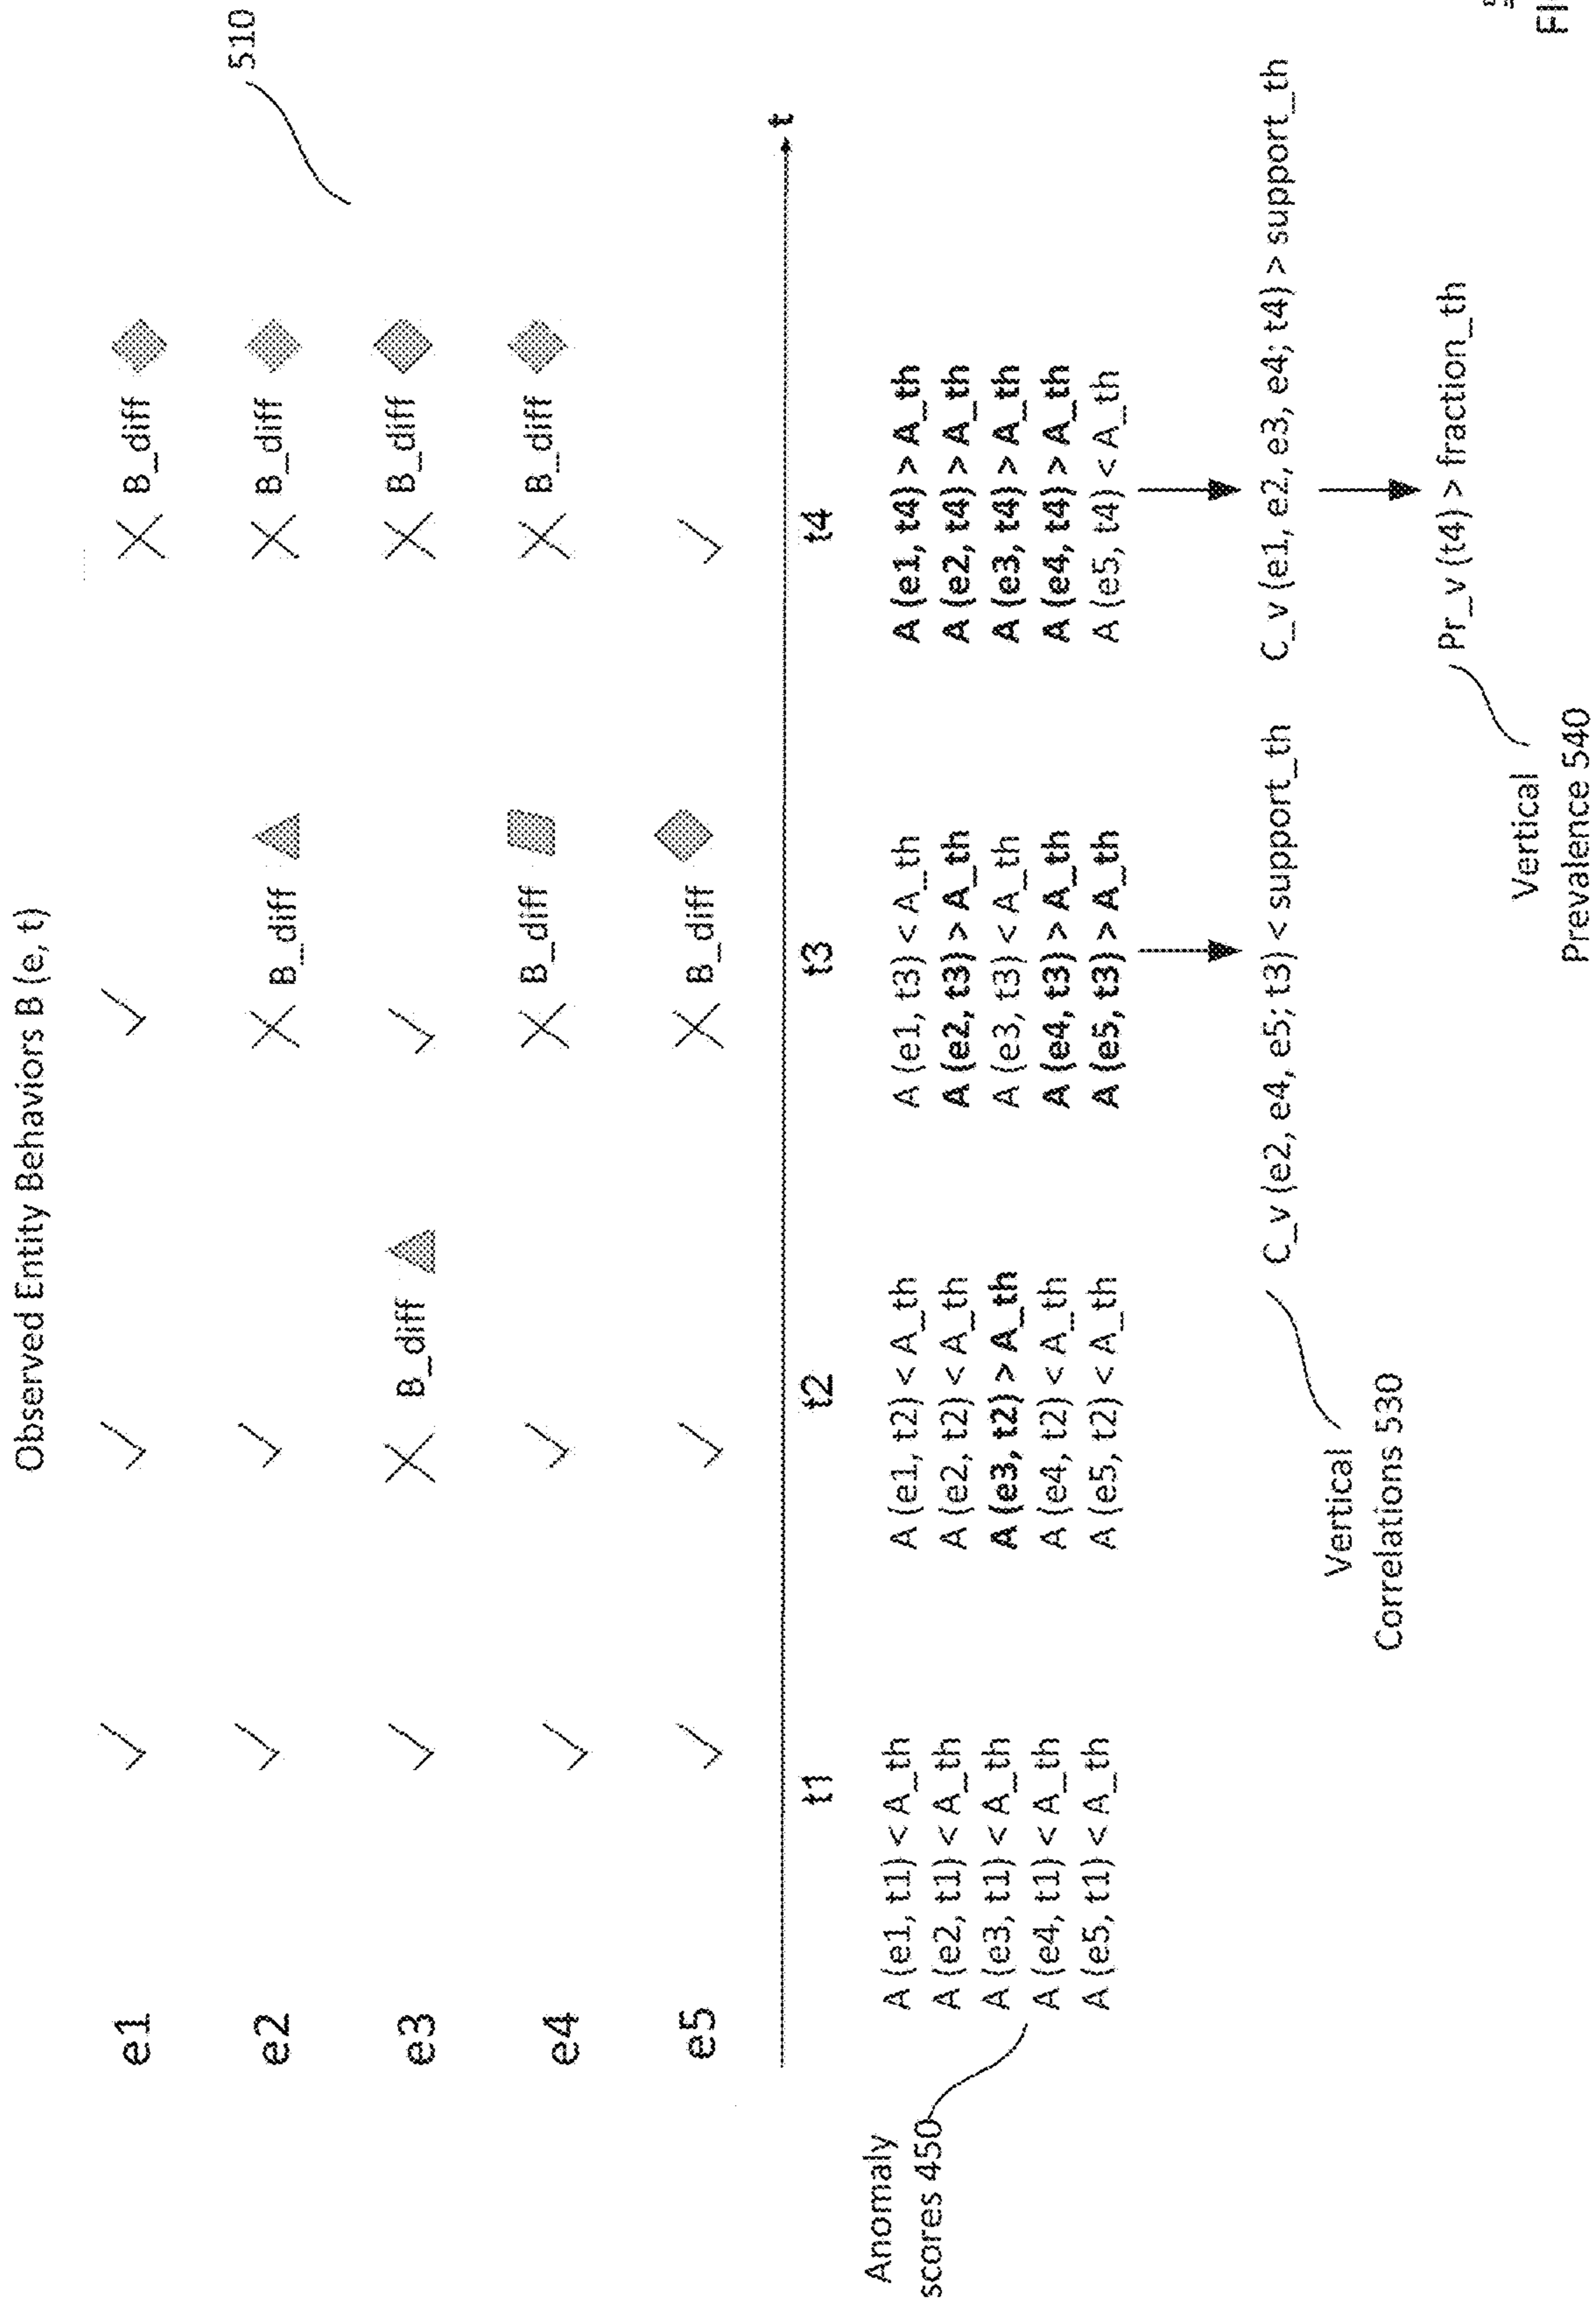 Observed Entity Behaviors B (e, t)
510
e1
B_diff
e2
B_diff
B_diff
e3
B_diff
B_diff
e4
B_diff
B_diff
e5
B_diff
t
t1
t2
t3
t4
Anomaly
scores 450
A (e1, t1) < A_th
A (e2, t1) < A_th
A (e3, t1) < A_th
A (e4, t1) < A_th
A (e5, t1) < A_th
A (e1, t2) < A_th
A (e2, t2) < A_th
A (e3, t2) > A_th
A (e4, t2) < A_th
A (e5, t2) < A_th
A (e1, t3) < A_th
A (e2, t3) > A_th
A (e3, t3) < A_th
A (e4, t3) > A_th
A (e5, t3) > A_th
A (e1, t4) > A_th
A (e2, t4) > A_th
A (e3, t4) > A_th
A (e4, t4) > A_th
A (e5, t4) < A_th
C_v (e2, e4, e5; t3) < support_th
C_v (e1, e2, e3, e4; t4) > support_th
Vertical
Correlations 530
Pr_v (t4) > fraction_th
Vertical
Prevalence 540